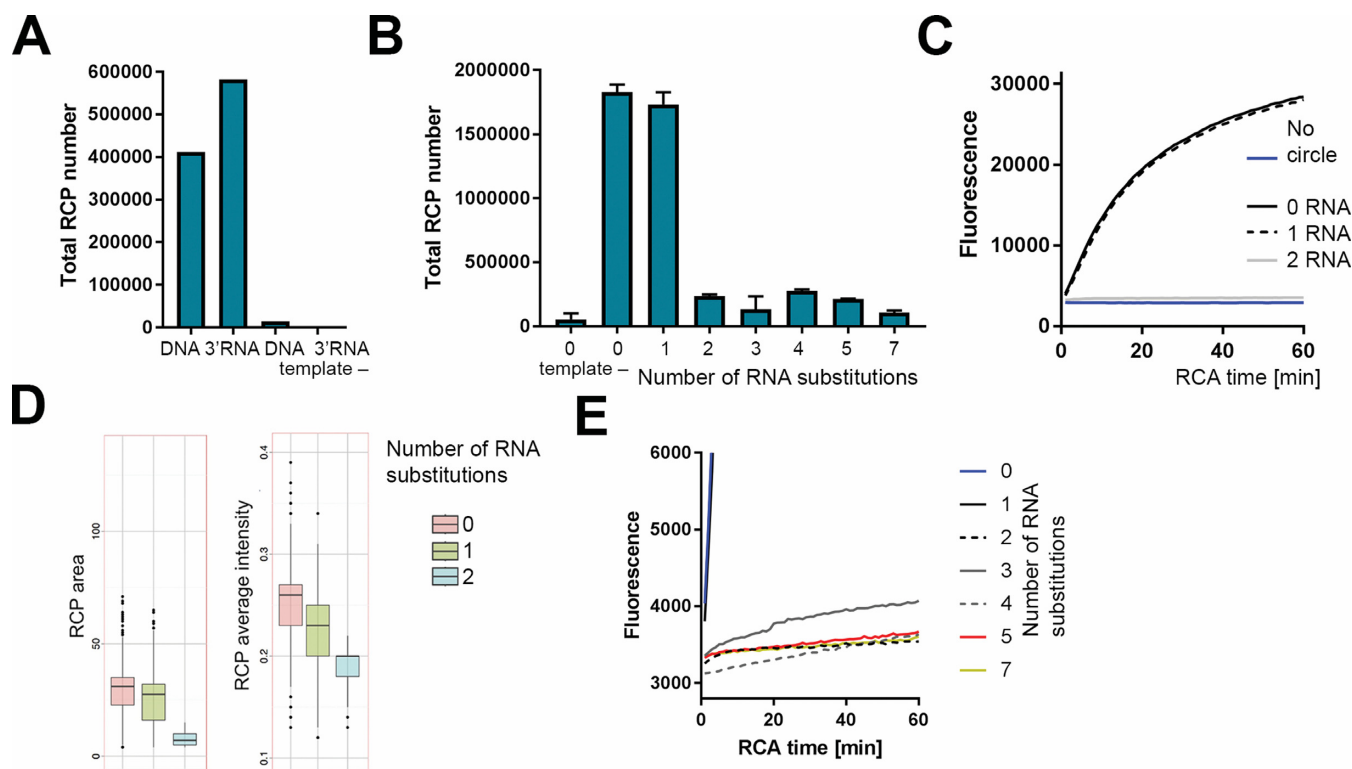 A
Total RCP number
600000
500000
400000
300000
200000
100000
0
DNA 3'RNA DNA 3'RNA
template –
B
Total RCP number
2000000
1500000
1000000
500000
0
0 0 1 2 3 4 5 7
template – Number of RNA substitutions
C
Fluorescence
30000
20000
10000
0
0 20 40 60
RCA time [min]
No
circle
0 RNA
1 RNA
2 RNA
D
RCP area
100
50
0
RCP average intensity
0.4
0.3
0.2
0.1
Number of RNA
substitutions
0
1
2
E
Fluorescence
6000
5000
4000
3000
0 20 40 60
RCA time [min]
0
1
2
3
4
5
7
Number of RNA
substitutions